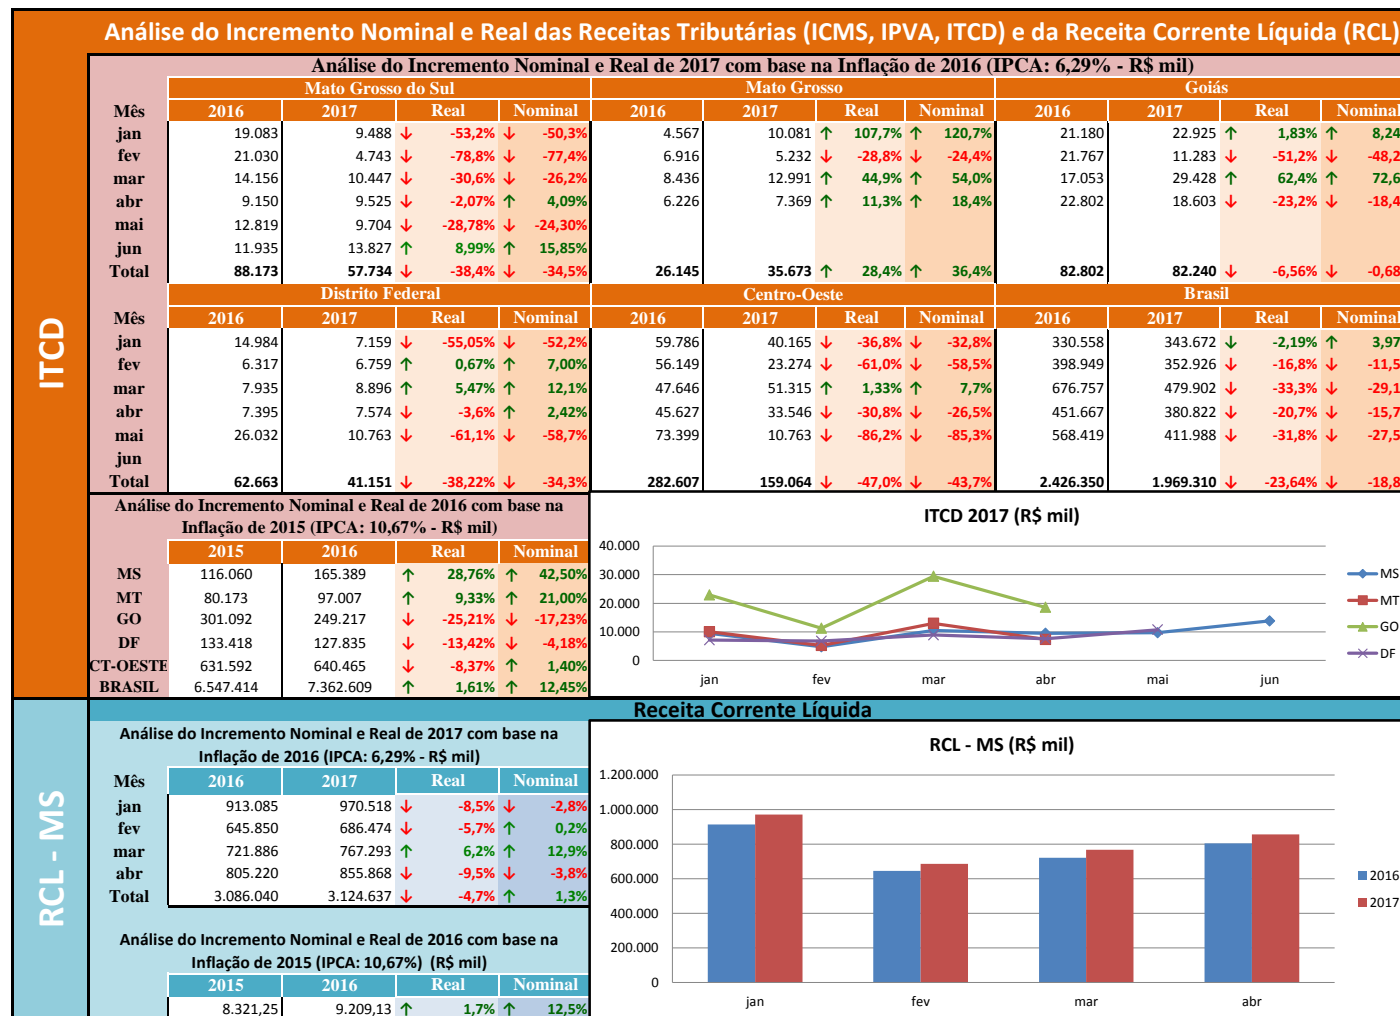 Análise do Incremento Nominal e Real das Receitas Tributárias (ICMS, IPVA, ITCD) e da Receita Corrente Líquida (RCL)
ITCD
Análise do Incremento Nominal e Real de 2017 com base na Inflação de 2016 (IPCA: 6,29% - R$ mil)
Mato Grosso do Sul Mato Grosso Goiás
Mês 2016 2017 Real Nominal 2016 2017 Real Nominal 2016 2017 Real Nominal
jan 19.083 9.488 ↓ -53,2% ↓ -50,3% 4.567 10.081 ↑ 107,7% ↑ 120,7% 21.180 22.925 ↑ 1,83% ↑ 8,24
fev 21.030 4.743 ↓ -78,8% ↓ -77,4% 6.916 5.232 ↓ -28,8% ↓ -24,4% 21.767 11.283 ↓ -51,2% ↓ -48,2
mar 14.156 10.447 ↓ -30,6% ↓ -26,2% 8.436 12.991 ↑ 44,9% ↑ 54,0% 17.053 29.428 ↑ 62,4% ↑ 72,6
abr 9.150 9.525 ↓ -2,07% ↑ 4,09% 6.226 7.369 ↑ 11,3% ↑ 18,4% 22.802 18.603 ↓ -23,2% ↓ -18,4
mai 12.819 9.704 ↓ -28,78% ↓ -24,30%
jun 11.935 13.827 ↑ 8,99% ↑ 15,85%
Total 88.173 57.734 ↓ -38,4% ↓ -34,5% 26.145 35.673 ↑ 28,4% ↑ 36,4% 82.802 82.240 ↓ -6,56% ↓ -0,68
Distrito Federal Centro-Oeste Brasil
Mês 2016 2017 Real Nominal 2016 2017 Real Nominal 2016 2017 Real Nominal
jan 14.984 7.159 ↓ -55,05% ↓ -52,2% 59.786 40.165 ↓ -36,8% ↓ -32,8% 330.558 343.672 ↓ -2,19% ↑ 3,97
fev 6.317 6.759 ↑ 0,67% ↑ 7,00% 56.149 23.274 ↓ -61,0% ↓ -58,5% 398.949 352.926 ↓ -16,8% ↓ -11,5
mar 7.935 8.896 ↑ 5,47% ↑ 12,1% 47.646 51.315 ↑ 1,33% ↑ 7,7% 676.757 479.902 ↓ -33,3% ↓ -29,1
abr 7.395 7.574 ↓ -3,6% ↑ 2,42% 45.627 33.546 ↓ -30,8% ↓ -26,5% 451.667 380.822 ↓ -20,7% ↓ -15,7
mai 26.032 10.763 ↓ -61,1% ↓ -58,7% 73.399 10.763 ↓ -86,2% ↓ -85,3% 568.419 411.988 ↓ -31,8% ↓ -27,5
jun
Total 62.663 41.151 ↓ -38,22% ↓ -34,3% 282.607 159.064 ↓ -47,0% ↓ -43,7% 2.426.350 1.969.310 ↓ -23,64% ↓ -18,8
Análise do Incremento Nominal e Real de 2016 com base na
Inflação de 2015 (IPCA: 10,67% - R$ mil)
2015 2016 Real Nominal
MS 116.060 165.389 ↑ 28,76% ↑ 42,50%
MT 80.173 97.007 ↑ 9,33% ↑ 21,00%
GO 301.092 249.217 ↓ -25,21% ↓ -17,23%
DF 133.418 127.835 ↓ -13,42% ↓ -4,18%
CT-OESTE 631.592 640.465 ↓ -8,37% ↑ 1,40%
BRASIL 6.547.414 7.362.609 ↑ 1,61% ↑ 12,45%
ITCD 2017 (R$ mil)
40.000
30.000
20.000
10.000
0
jan fev mar abr mai jun
MS
MT
GO
DF
RCL - MS
Receita Corrente Líquida
Análise do Incremento Nominal e Real de 2017 com base na
Inflação de 2016 (IPCA: 6,29% - R$ mil)
Mês 2016 2017 Real Nominal
jan 913.085 970.518 ↓ -8,5% ↓ -2,8%
fev 645.850 686.474 ↓ -5,7% ↑ 0,2%
mar 721.886 767.293 ↑ 6,2% ↑ 12,9%
abr 805.220 855.868 ↓ -9,5% ↓ -3,8%
Total 3.086.040 3.124.637 ↓ -4,7% ↑ 1,3%
Análise do Incremento Nominal e Real de 2016 com base na
Inflação de 2015 (IPCA: 10,67%) (R$ mil)
2015 2016 Real Nominal
8.321,25 9.209,13 ↑ 1,7% ↑ 12,5%
RCL - MS (R$ mil)
1.200.000
1.000.000
800.000
600.000
400.000
200.000
0
jan fev mar abr
2016
2017